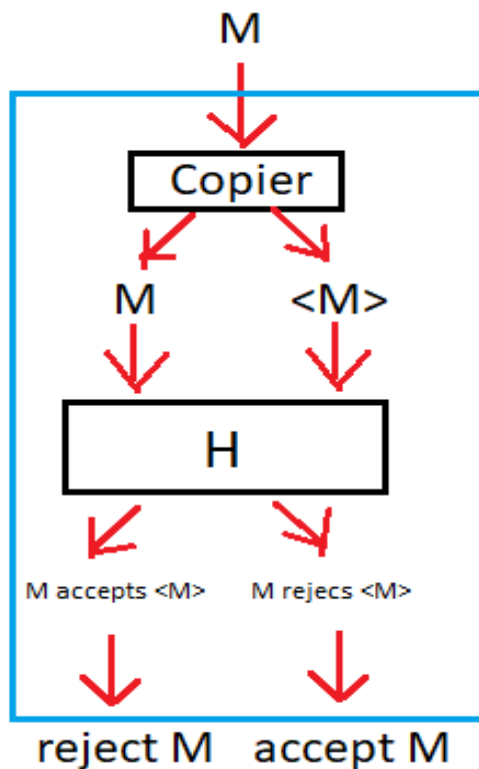 M
Copier
M <M>
H
M accepts <M> M rejecs <M>
reject M accept M